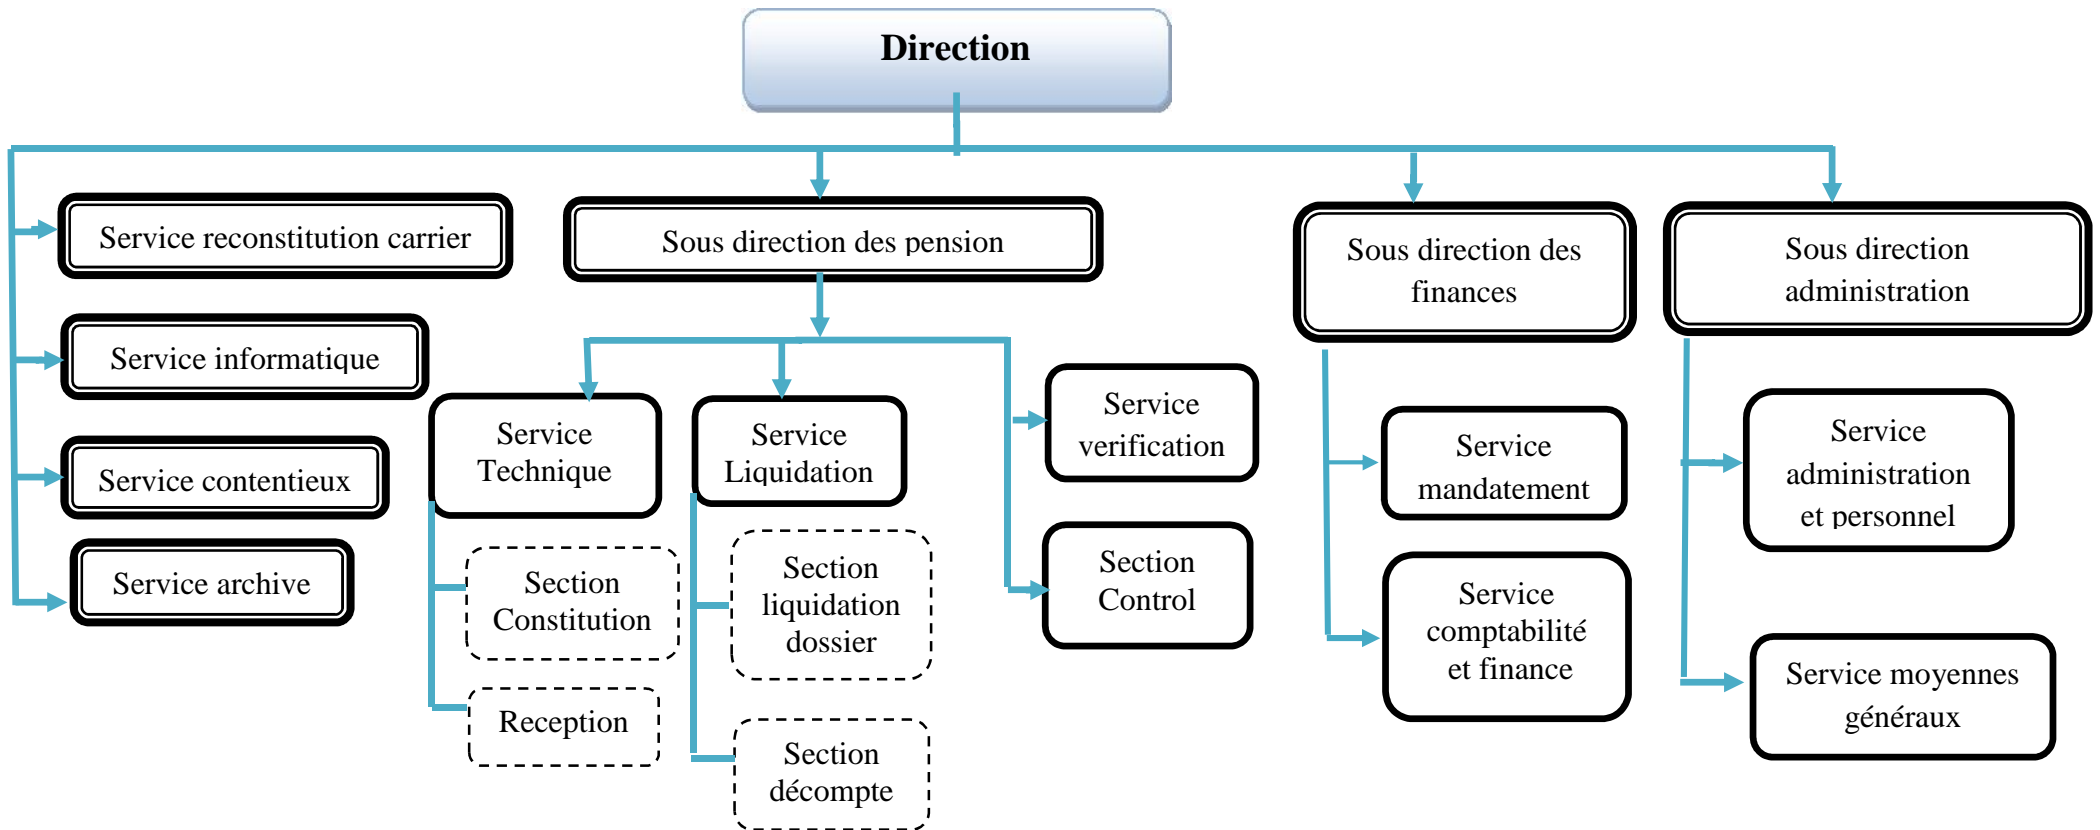 Direction
Service reconstitution carrier
Service informatique
Service contentieux
Service archive
Sous direction des pension
Service
Technique
Section
Constitution
Reception
Service
Liquidation
Section
liquidation
dossier
Section
décompte
Service
verification
Section
Control
Sous direction des
finances
Service
mandatement
Service
comptabilité
et finance
Sous direction
administration
Service
administration
et personnel
Service moyennes
généraux